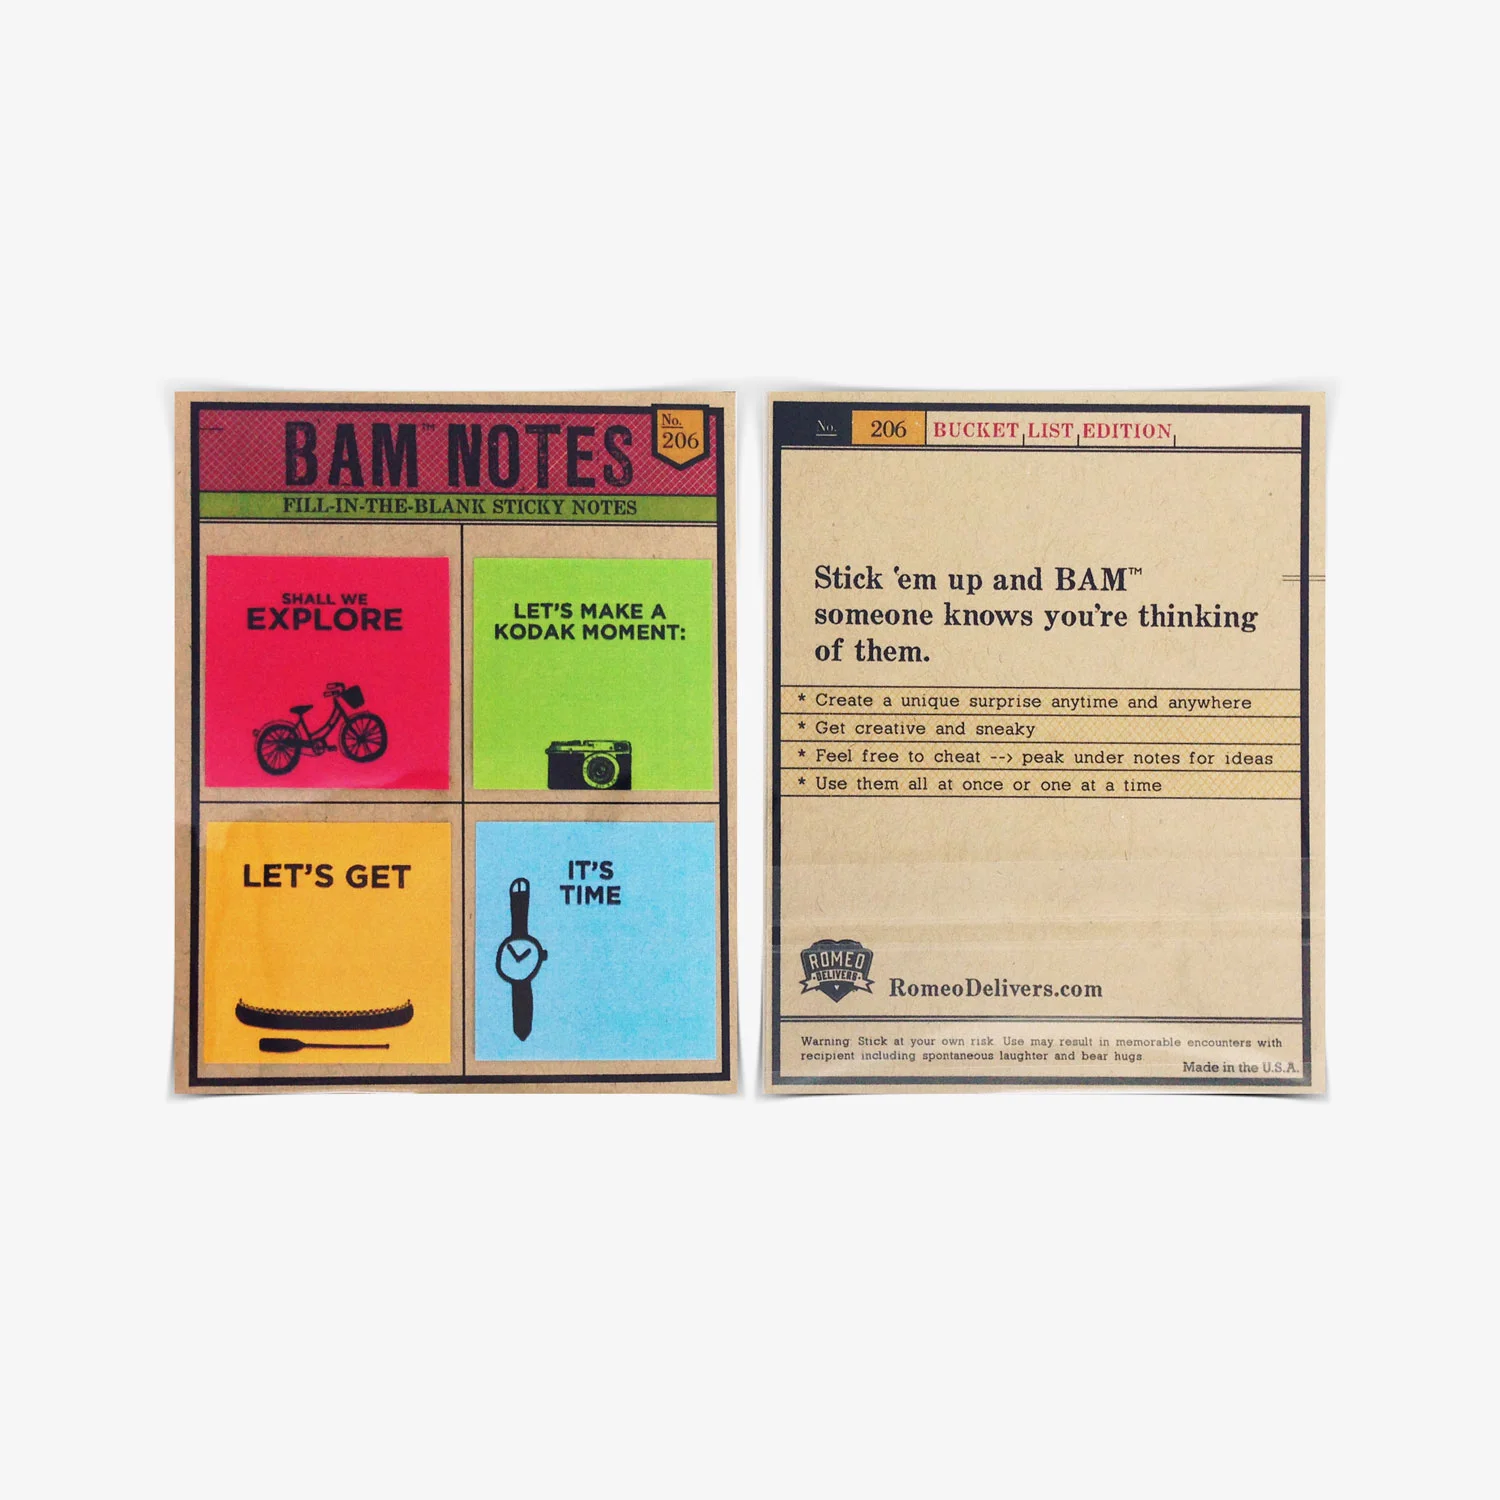 BAM™ NOTES
No.
206
FILL-IN-THE-BLANK STICKY NOTES
SHALL WE
EXPLORE
LET'S MAKE A
KODAK MOMENT:
LET'S GET
IT'S
TIME
No. 206 BUCKET LIST EDITION
Stick 'em up and BAM™
someone knows you're thinking
of them.
* Create a unique surprise anytime and anywhere
* Get creative and sneaky
* Feel free to cheat --> peak under notes for ideas
* Use them all at once or one at a time
ROMEO
DELIVERS
RomeoDelivers.com
Warning: Stick at your own risk. Use may result in memorable encounters with
recipient including spontaneous laughter and bear hugs.
Made in the U.S.A.